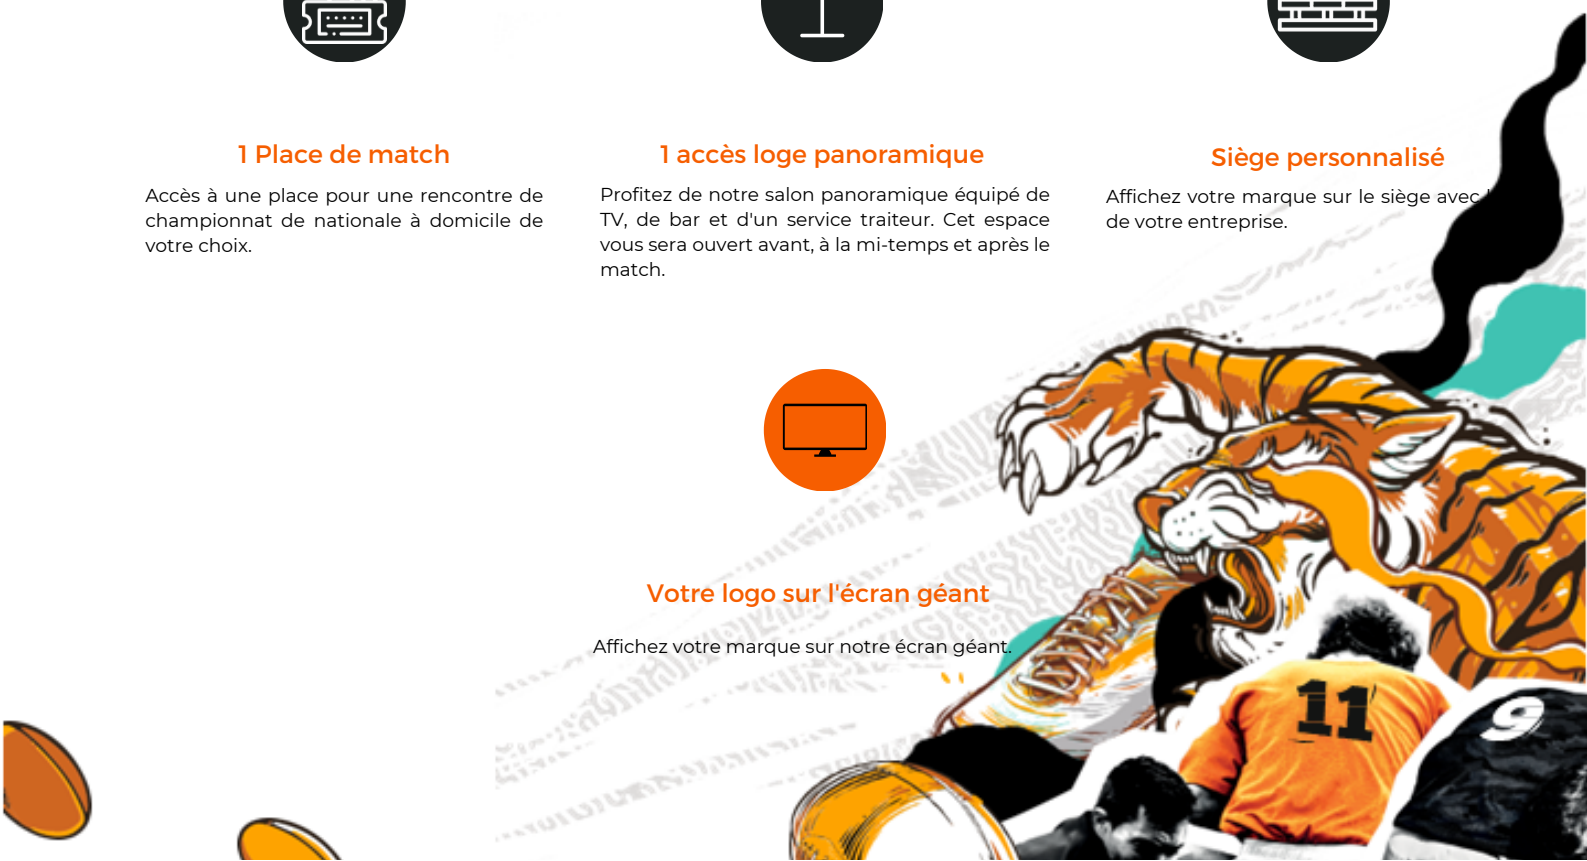 1 Place de match
Accès à une place pour une rencontre de
championnat de nationale à domicile de
votre choix.
1 accès loge panoramique
Profitez de notre salon panoramique équipé de
TV, de bar et d'un service traiteur. Cet espace
vous sera ouvert avant, à la mi-temps et après le
match.
Siège personnalisé
Affichez votre marque sur le siège avec
de votre entreprise.
Votre logo sur l'écran géant
Affichez votre marque sur notre écran géant.
11
9